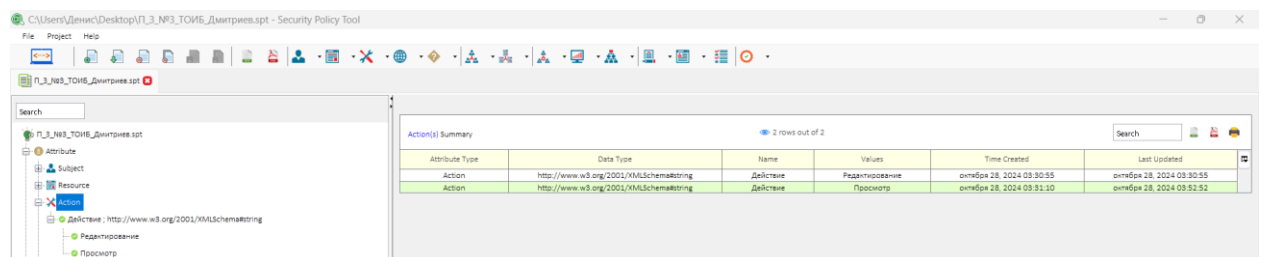 C:\Users\Денис\Desktop\П_3_№3_ТОИБ_Дмитриев.spt - Security Policy Tool
File Project Help
П_3_№3_ТОИБ_Дмитриев.spt
Search
П_3_№3_ТОИБ_Дмитриев.spt
Attribute
Subject
Resource
Action
Действие ; http://www.w3.org/2001/XMLSchema#string
Редактирование
Просмотр
Action(s) Summary 2 rows out of 2 Search
Attribute Type Data Type Name Values Time Created Last Updated
Action http://www.w3.org/2001/XMLSchema#string Действие Редактирование октября 28, 2024 03:30:55 октября 28, 2024 03:30:55
Action http://www.w3.org/2001/XMLSchema#string Действие Просмотр октября 28, 2024 03:31:10 октября 28, 2024 03:52:52